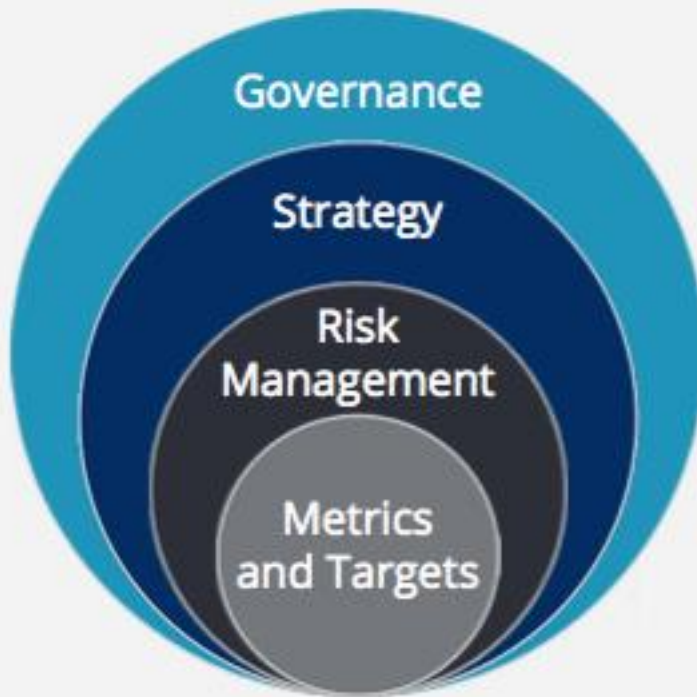 Governance
Strategy
Risk
Management
Metrics
and Targets